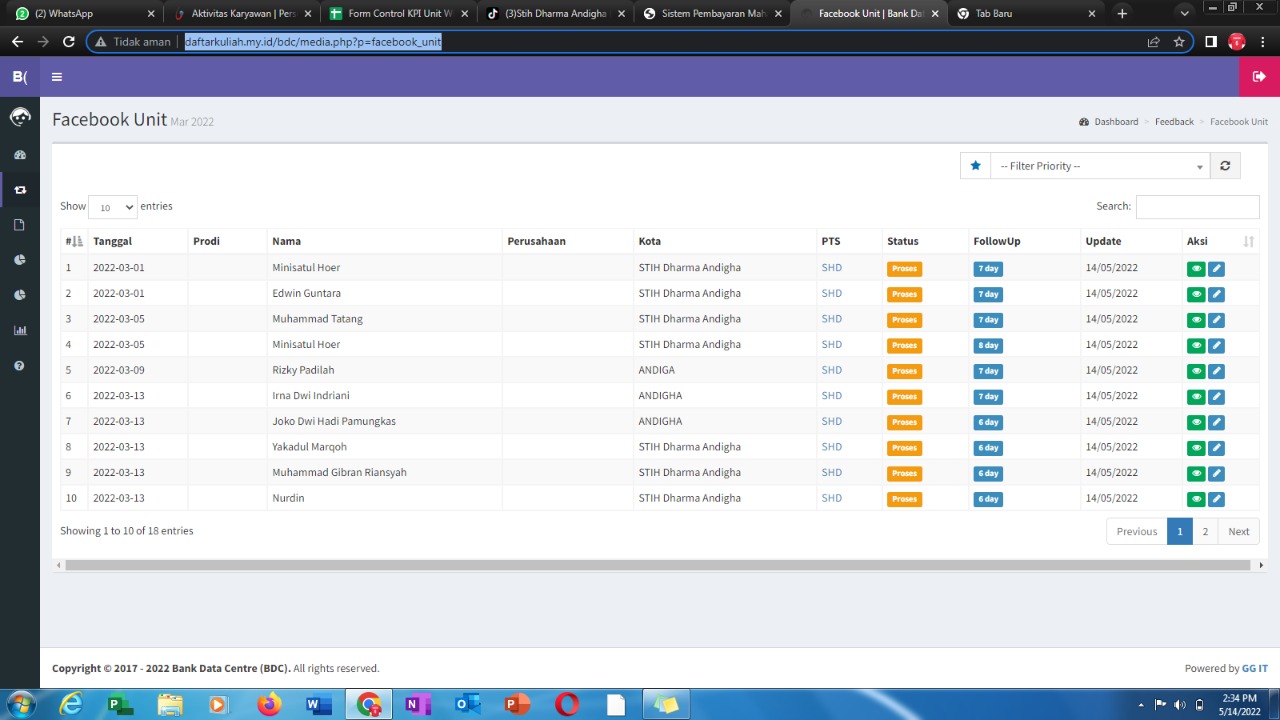 (2) WhatsApp
Aktivitas Karyawan | Pers
Form Control KPI Unit W
(3)Stih Dharma Andigha
Sistem Pembayaran Mah
Facebook Unit | Bank Dat
Tab Baru
Tidak aman
daftarkuliah.my.id/bdc/media.php?p=facebook_unit
B(
Facebook Unit Mar 2022
Dashboard > Feedback > Facebook Unit
-- Filter Priority --
Show 10 entries
Search:
# Tanggal Prodi Nama Perusahaan Kota PTS Status FollowUp Update Aksi
1 2022-03-01 Minisatul Hoer STIH Dharma Andigha SHD Proses 7 day 14/05/2022
2 2022-03-01 Edwin Guntara STIH Dharma Andigha SHD Proses 7 day 14/05/2022
3 2022-03-05 Muhammad Tatang STIH Dharma Andigha SHD Proses 7 day 14/05/2022
4 2022-03-05 Minisatul Hoer STIH Dharma Andigha SHD Proses 8 day 14/05/2022
5 2022-03-09 Rizky Padilah ANDIGA SHD Proses 7 day 14/05/2022
6 2022-03-13 Irna Dwi Indriani ANDIGHA SHD Proses 7 day 14/05/2022
7 2022-03-13 Joko Dwi Hadi Pamungkas ANDIGHA SHD Proses 6 day 14/05/2022
8 2022-03-13 Yakadul Marqoh STIH Dharma Andigha SHD Proses 6 day 14/05/2022
9 2022-03-13 Muhammad Gibran Riansyah STIH Dharma Andigha SHD Proses 6 day 14/05/2022
10 2022-03-13 Nurdin STIH Dharma Andigha SHD Proses 6 day 14/05/2022
Showing 1 to 10 of 18 entries
Previous 1 2 Next
Copyright © 2017 - 2022 Bank Data Centre (BDC). All rights reserved.
Powered by GG IT
2:34 PM
5/14/2022